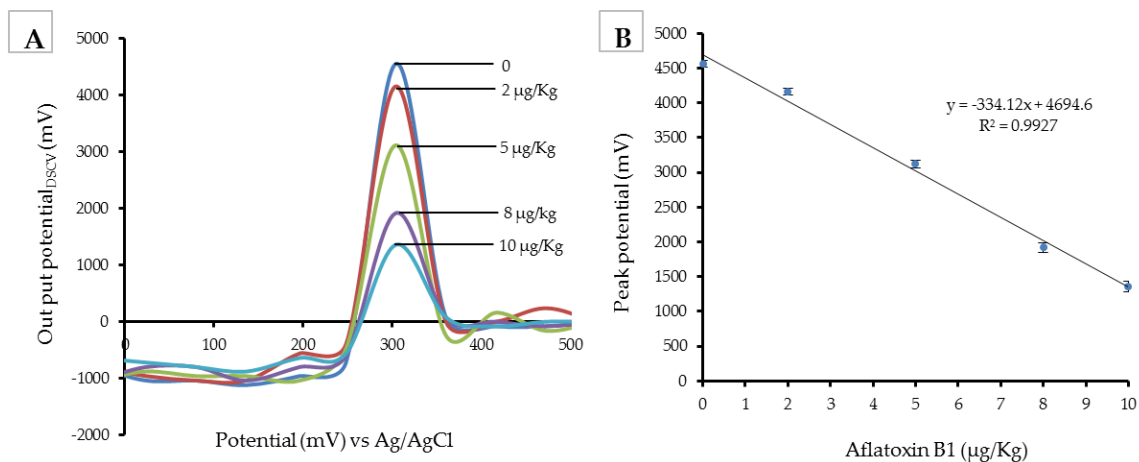 A
Out put potential DSCV (mV)
5000
4000
3000
2000
1000
0
-1000
-2000
0
100
200
300
400
500
0
2 µg/Kg
5 µg/Kg
8 µg/kg
10 µg/Kg
Potential (mV) vs Ag/AgCl
B
Peak potential (mV)
5000
4500
4000
3500
3000
2500
2000
1500
1000
500
0
y = -334.12x + 4694.6
R² = 0.9927
0 1 2 3 4 5 6 7 8 9 10
Aflatoxin B1 (µg/Kg)